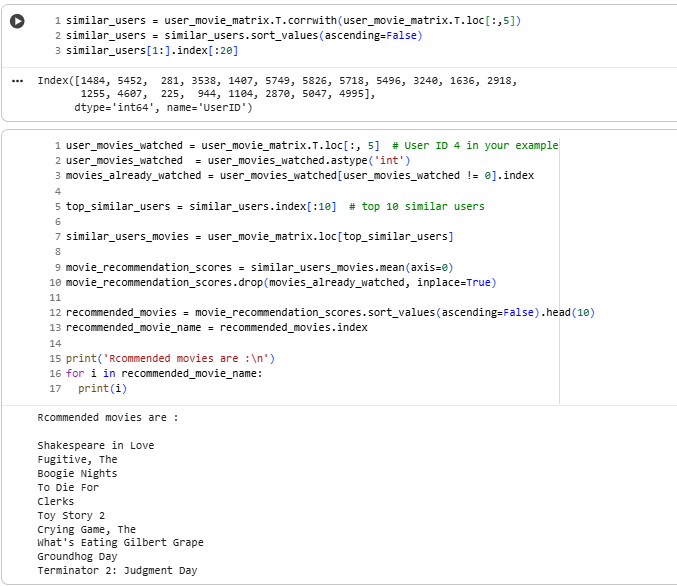 1 similar_users = user_movie_matrix.T.corrwith(user_movie_matrix.T.loc[:,5])
2 similar_users = similar_users.sort_values(ascending=False)
3 similar_users[1:].index[:20]
Index([1484, 5452,  281, 3538, 1407, 5749, 5826, 5718, 5496, 3240, 1636, 2918,
       1255, 4607,  225,  944, 1104, 2870, 5047, 4995],
      dtype='int64', name='UserID')
1 user_movies_watched = user_movie_matrix.T.loc[:, 5]  # User ID 4 in your example
2 user_movies_watched  = user_movies_watched.astype('int')
3 movies_already_watched = user_movies_watched[user_movies_watched != 0].index
4
5 top_similar_users = similar_users.index[:10]  # top 10 similar users
6
7 similar_users_movies = user_movie_matrix.loc[top_similar_users]
8
9 movie_recommendation_scores = similar_users_movies.mean(axis=0)
10 movie_recommendation_scores.drop(movies_already_watched, inplace=True)
11
12 recommended_movies = movie_recommendation_scores.sort_values(ascending=False).head(10)
13 recommended_movie_name = recommended_movies.index
14
15 print('Rcommended movies are :\n')
16 for i in recommended_movie_name:
17   print(i)
Rcommended movies are :

Shakespeare in Love
Fugitive, The
Boogie Nights
To Die For
Clerks
Toy Story 2
Crying Game, The
What's Eating Gilbert Grape
Groundhog Day
Terminator 2: Judgment Day